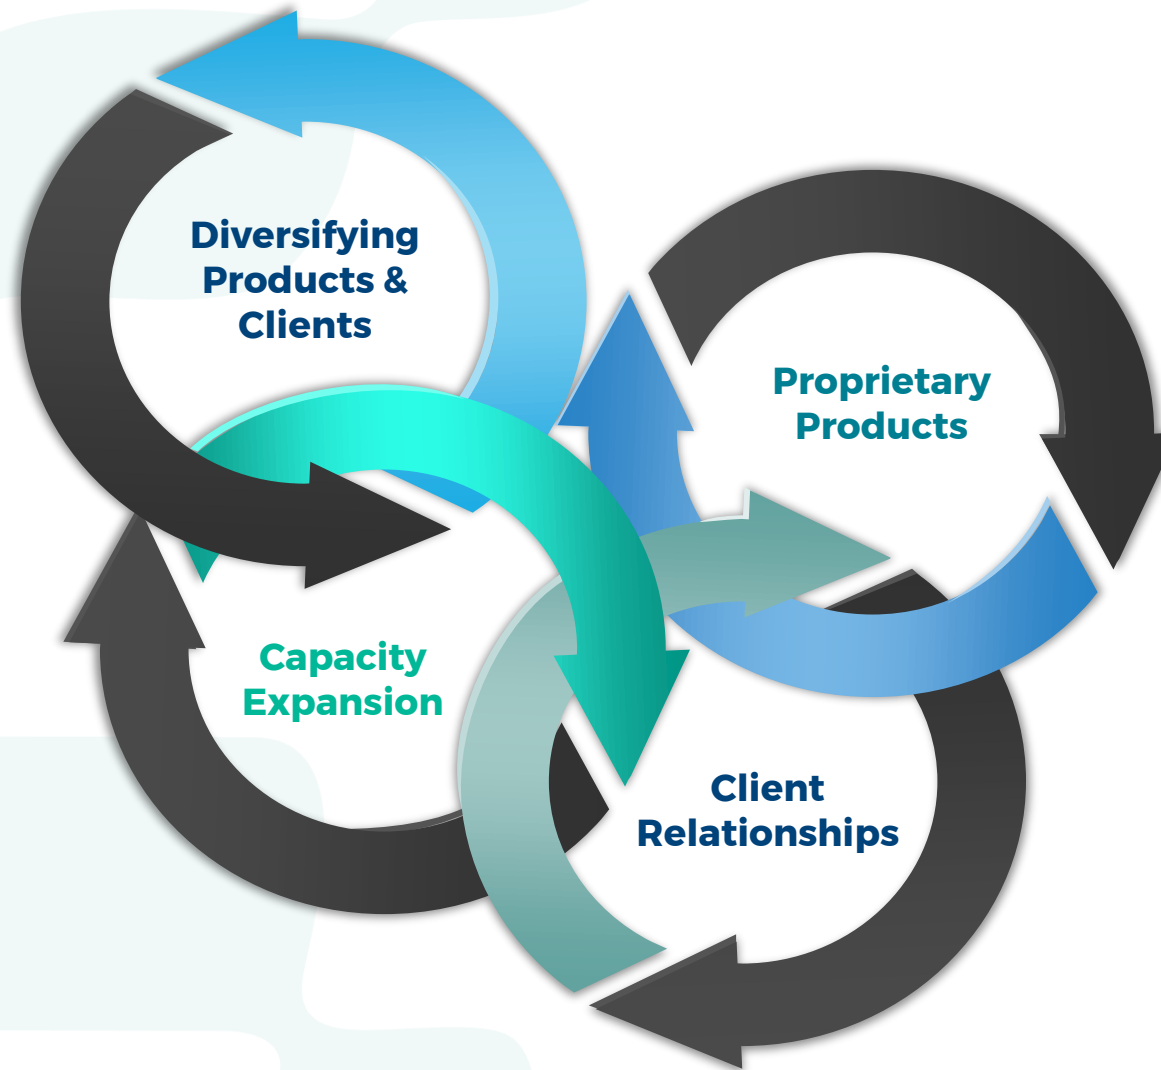 Diversifying
Products &
Clients
Proprietary
Products
Capacity
Expansion
Client
Relationships